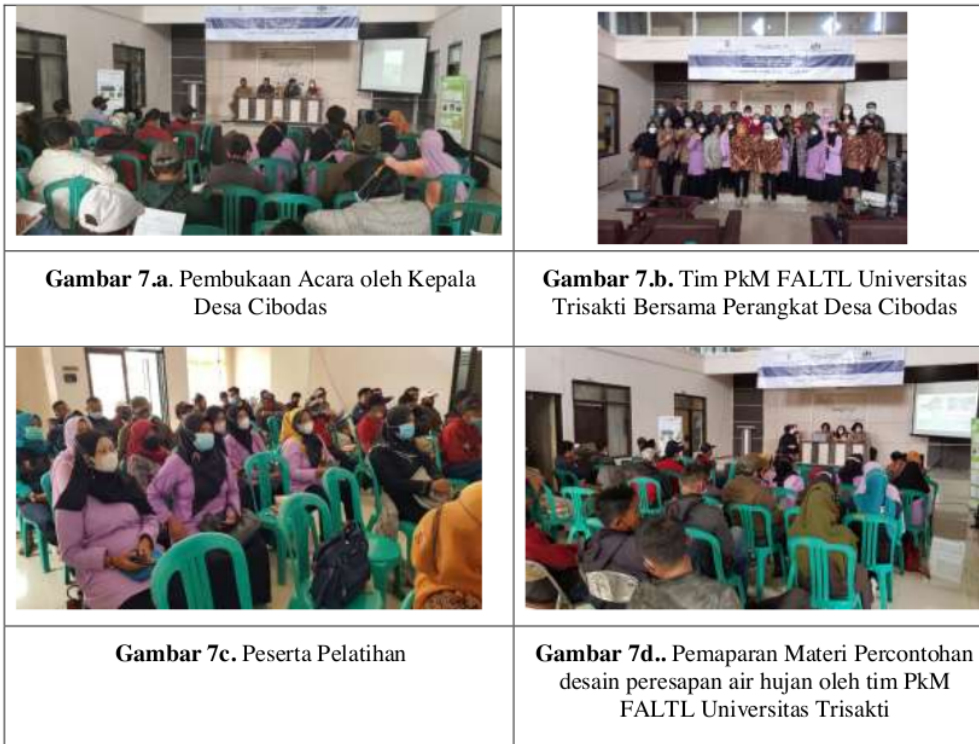 Gambar 7.a. Pembukaan Acara oleh Kepala
Desa Cibodas
Gambar 7.b. Tim PkM FALTL Universitas
Trisakti Bersama Perangkat Desa Cibodas
Gambar 7c. Peserta Pelatihan
Gambar 7d.. Pemaparan Materi Percontohan
desain peresapan air hujan oleh tim PkM
FALTL Universitas Trisakti